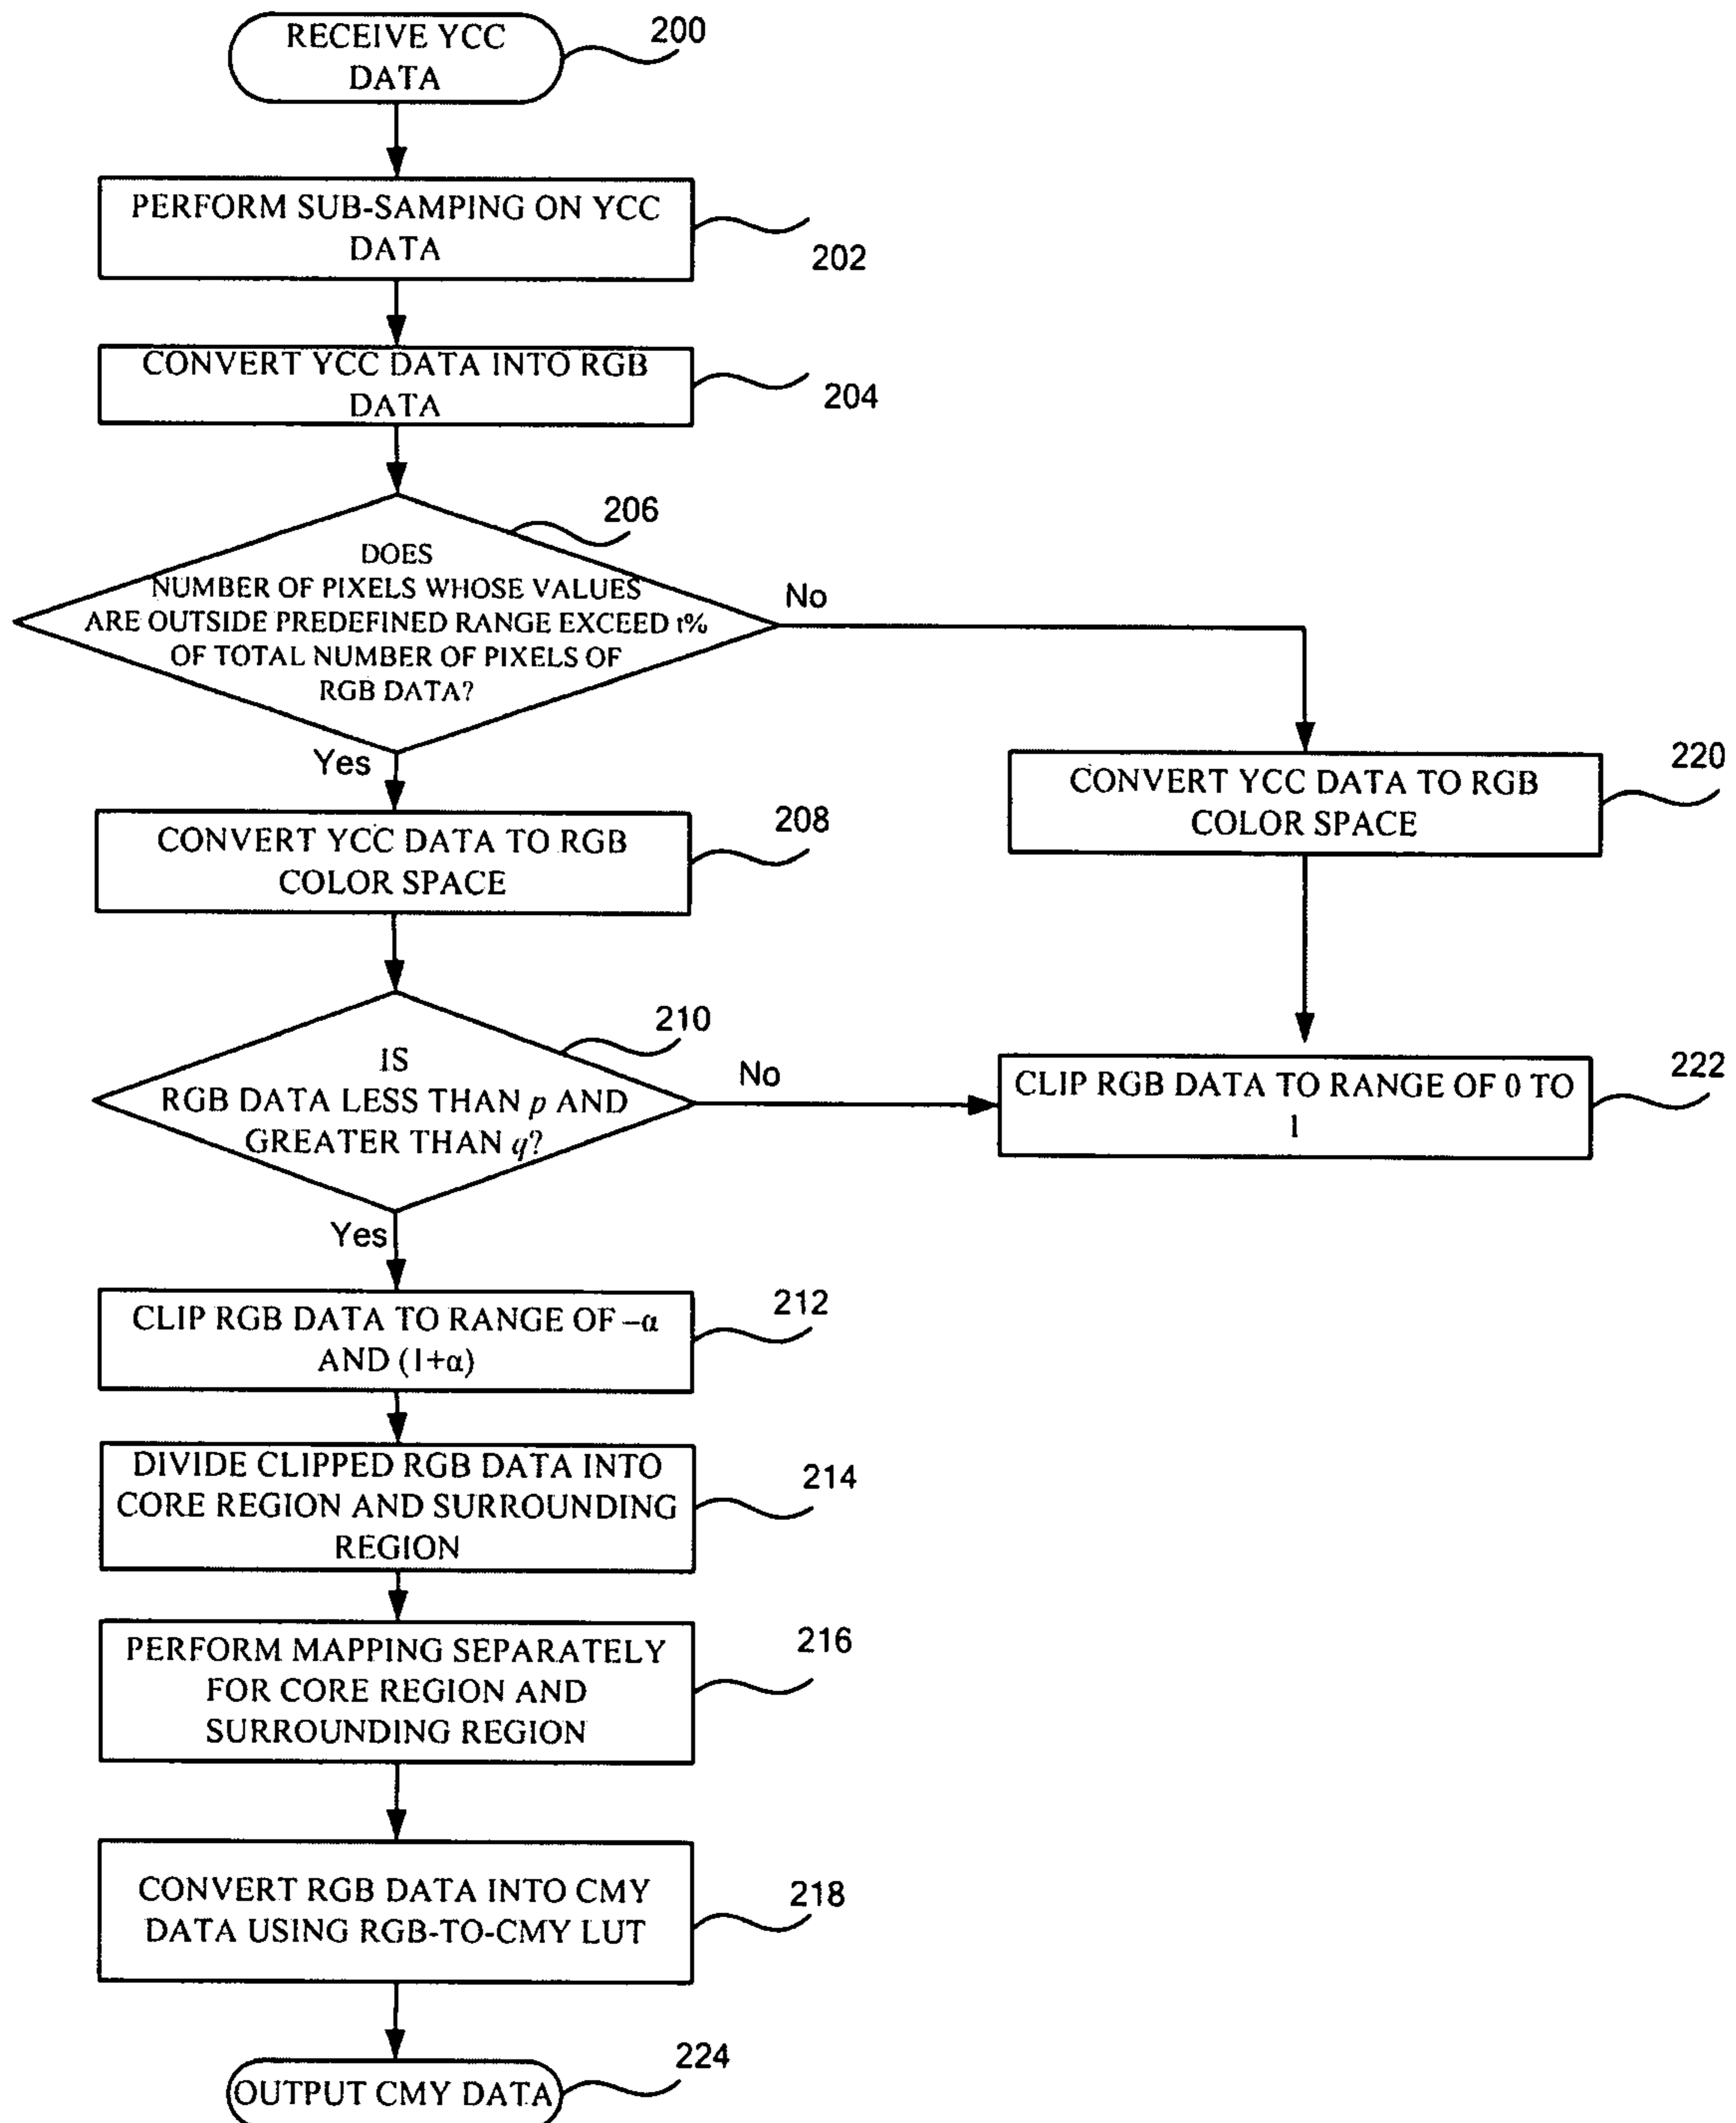 RECEIVE YCC
DATA
200
PERFORM SUB-SAMPING ON YCC
DATA
202
CONVERT YCC DATA INTO RGB
DATA
204
206
DOES
NUMBER OF PIXELS WHOSE VALUES
ARE OUTSIDE PREDEFINED RANGE EXCEED t%
OF TOTAL NUMBER OF PIXELS OF
RGB DATA?
No
Yes
CONVERT YCC DATA TO RGB
COLOR SPACE
220
CONVERT YCC DATA TO RGB
COLOR SPACE
208
210
IS
RGB DATA LESS THAN p AND
GREATER THAN q?
No
CLIP RGB DATA TO RANGE OF 0 TO
1
222
Yes
CLIP RGB DATA TO RANGE OF –α
AND (1+α)
212
DIVIDE CLIPPED RGB DATA INTO
CORE REGION AND SURROUNDING
REGION
214
PERFORM MAPPING SEPARATELY
FOR CORE REGION AND
SURROUNDING REGION
216
CONVERT RGB DATA INTO CMY
DATA USING RGB-TO-CMY LUT
218
OUTPUT CMY DATA
224